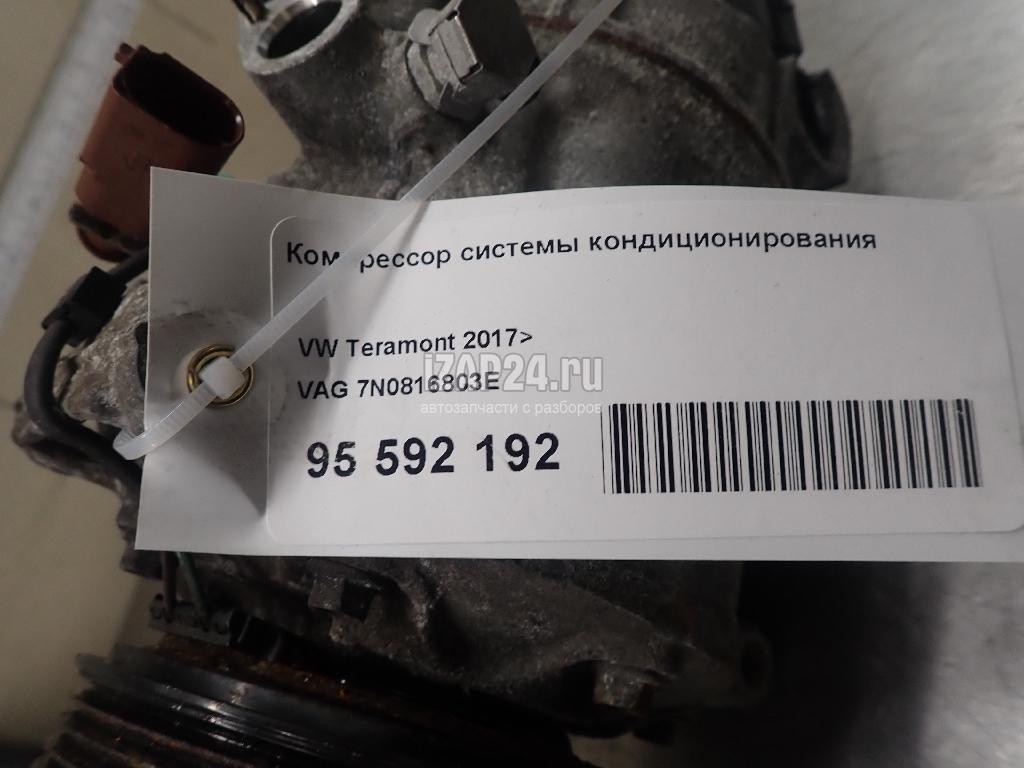 Компрессор системы кондиционирования
VW Teramont 2017>
VAG 7N0816803E
iZAP24.ru
автозапчасти с разборов
95 592 192